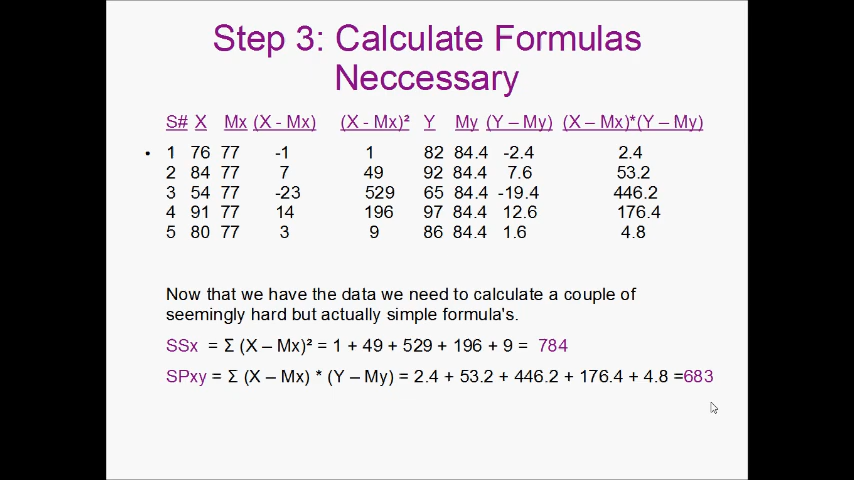 Step 3: Calculate Formulas
Neccessary
S# X Mx (X - Mx) (X - Mx)² Y My (Y – My) (X – Mx)*(Y – My)
• 1 76 77 -1 1 82 84.4 -2.4 2.4
2 84 77 7 49 92 84.4 7.6 53.2
3 54 77 -23 529 65 84.4 -19.4 446.2
4 91 77 14 196 97 84.4 12.6 176.4
5 80 77 3 9 86 84.4 1.6 4.8
Now that we have the data we need to calculate a couple of
seemingly hard but actually simple formula's.
SSx = Σ (X – Mx)² = 1 + 49 + 529 + 196 + 9 = 784
SPxy = Σ (X – Mx) * (Y – My) = 2.4 + 53.2 + 446.2 + 176.4 + 4.8 =683